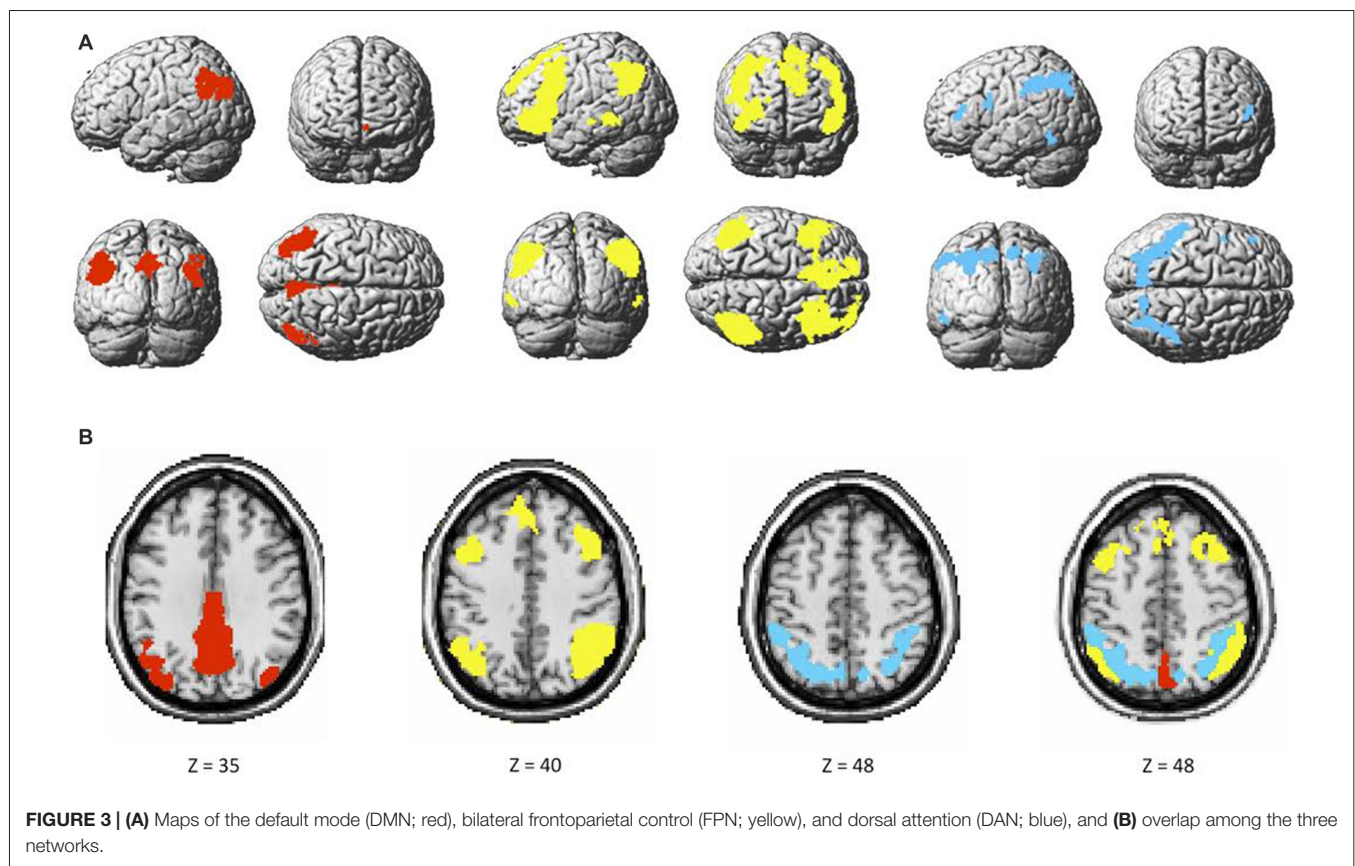 A
B
Z = 35
Z = 40
Z = 48
Z = 48
FIGURE 3 | (A) Maps of the default mode (DMN; red), bilateral frontoparietal control (FPN; yellow), and dorsal attention (DAN; blue), and (B) overlap among the three
networks.